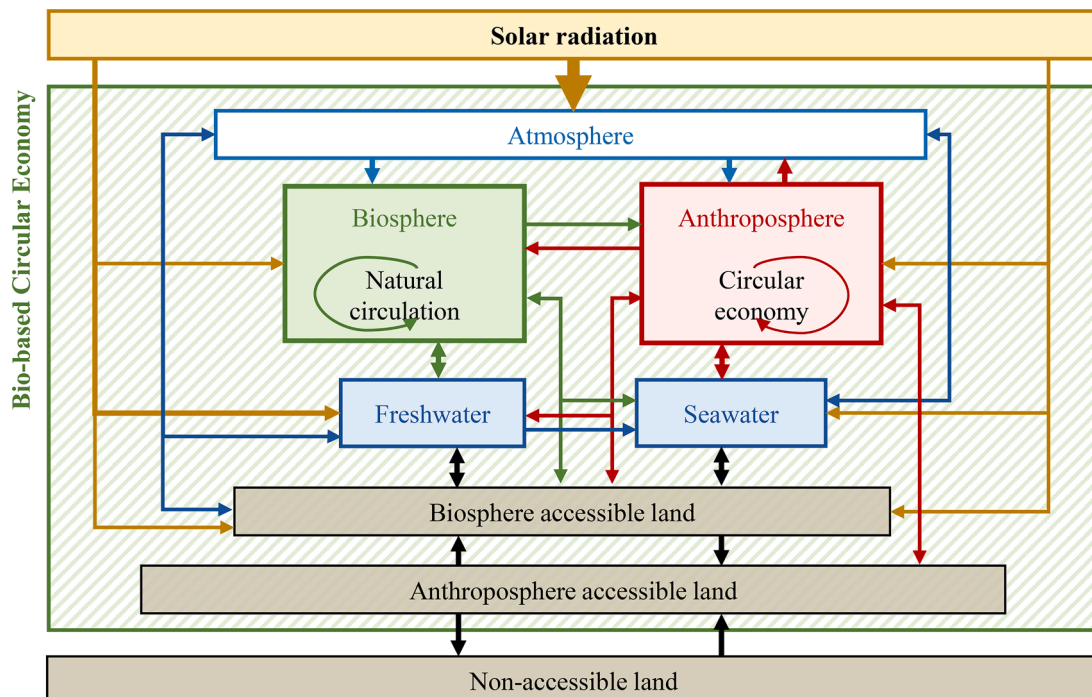 Solar radiation
Bio-based Circular Economy
Atmosphere
Biosphere
Anthroposphere
Natural
circulation
Circular
economy
Freshwater
Seawater
Biosphere accessible land
Anthroposphere accessible land
Non-accessible land